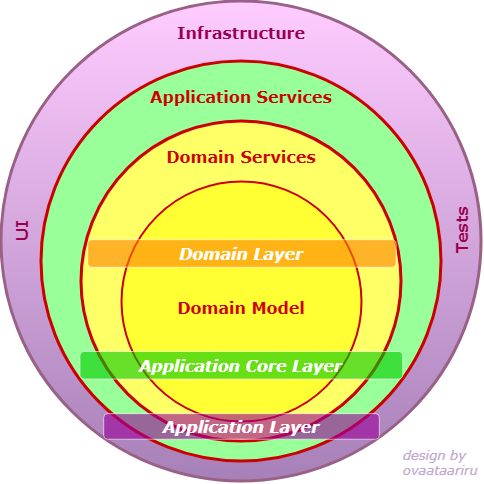 Infrastructure
Application Services
Domain Services
UI
Tests
Domain Layer
Domain Model
Application Core Layer
Application Layer
design by
ovaataariru